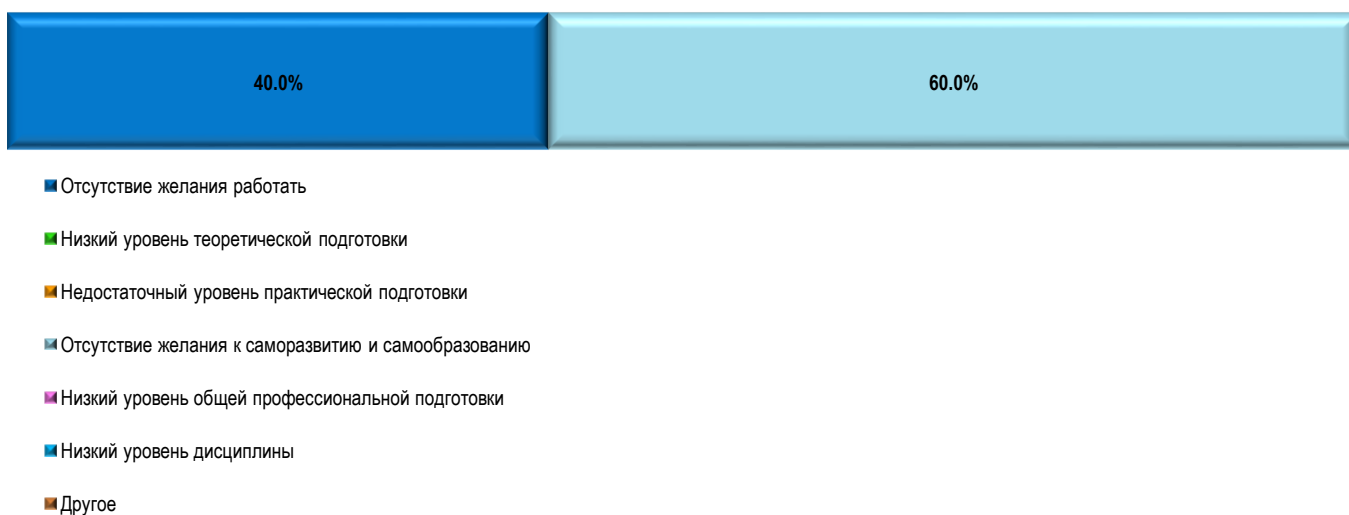 40.0% 60.0%
Отсутствие желания работать
Низкий уровень теоретической подготовки
Недостаточный уровень практической подготовки
Отсутствие желания к саморазвитию и самообразованию
Низкий уровень общей профессиональной подготовки
Низкий уровень дисциплины
Другое